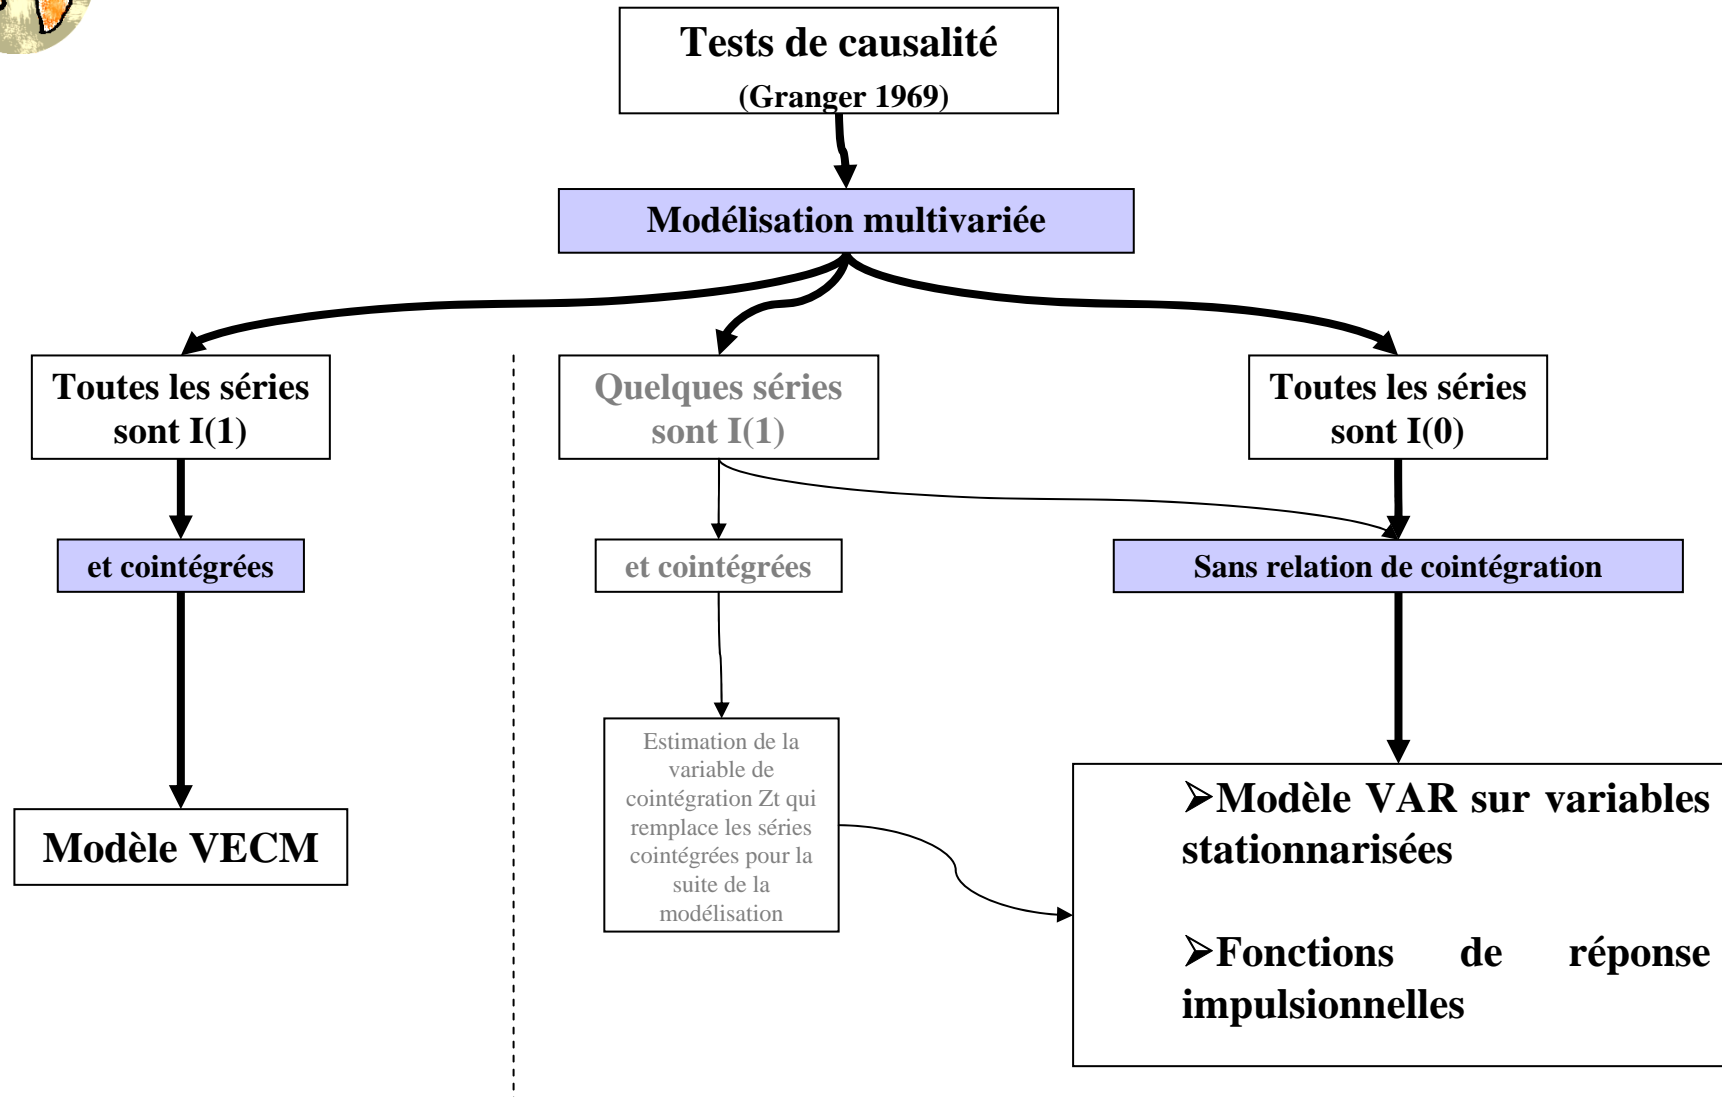 Tests de causalité
(Granger 1969)
Modélisation multivariée
Toutes les séries
sont I(1)
Quelques séries
sont I(1)
Toutes les séries
sont I(0)
et cointégrées
et cointégrées
Sans relation de cointégration
Estimation de la
variable de
cointégration Zt qui
remplace les séries
cointégrées pour la
suite de la
modélisation
Modèle VECM
➢Modèle VAR sur variables
stationnarisées
➢Fonctions de réponse
impulsionnelles